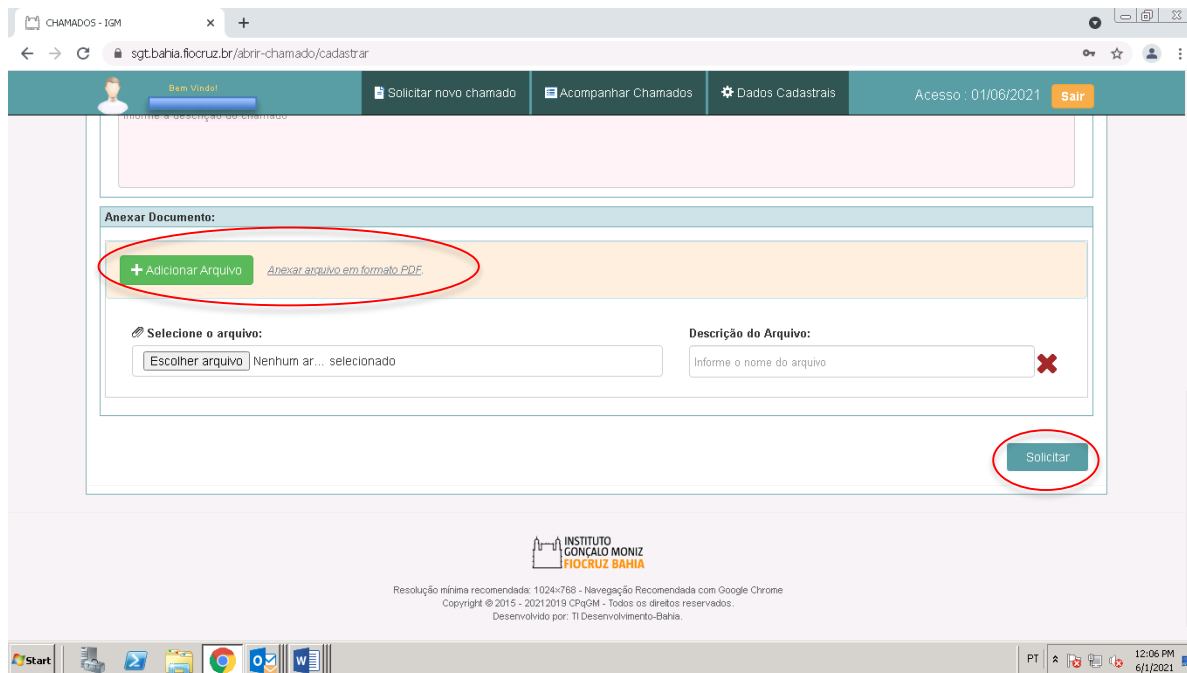 CHAMADOS - IGM
sgt.bahia.fiocruz.br/abrir-chamado/cadastrar
Bem Vindo!
Solicitar novo chamado
Acompanhar Chamados
Dados Cadastrais
Acesso : 01/06/2021
Sair
Informe a descrição do chamado
Anexar Documento:
Adicionar Arquivo
Anexar arquivo em formato PDF.
Selecione o arquivo:
Descrição do Arquivo:
Escolher arquivo Nenhum ar... selecionado
Informe o nome do arquivo
Solicitar
INSTITUTO
GONÇALO MONIZ
FIOCRUZ BAHIA
Resolução mínima recomendada: 1024×768 - Navegação Recomendada com Google Chrome
Copyright © 2015 - 20212019 CPqGM - Todos os direitos reservados.
Desenvolvido por: TI Desenvolvimento-Bahia.
Start
PT
12:06 PM
6/1/2021